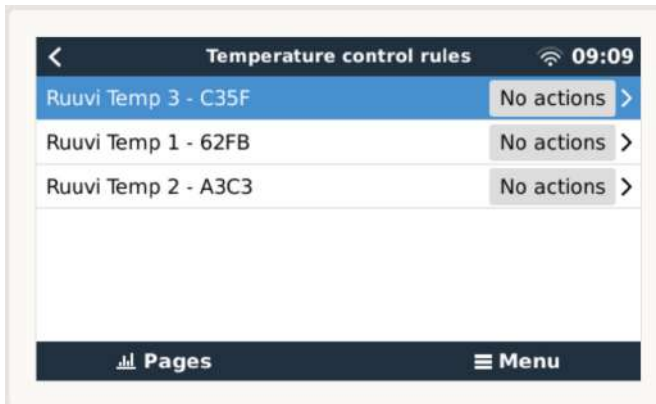 Temperature control rules 09:09
Ruuvi Temp 3 - C35F No actions
Ruuvi Temp 1 - 62FB No actions
Ruuvi Temp 2 - A3C3 No actions
Pages Menu